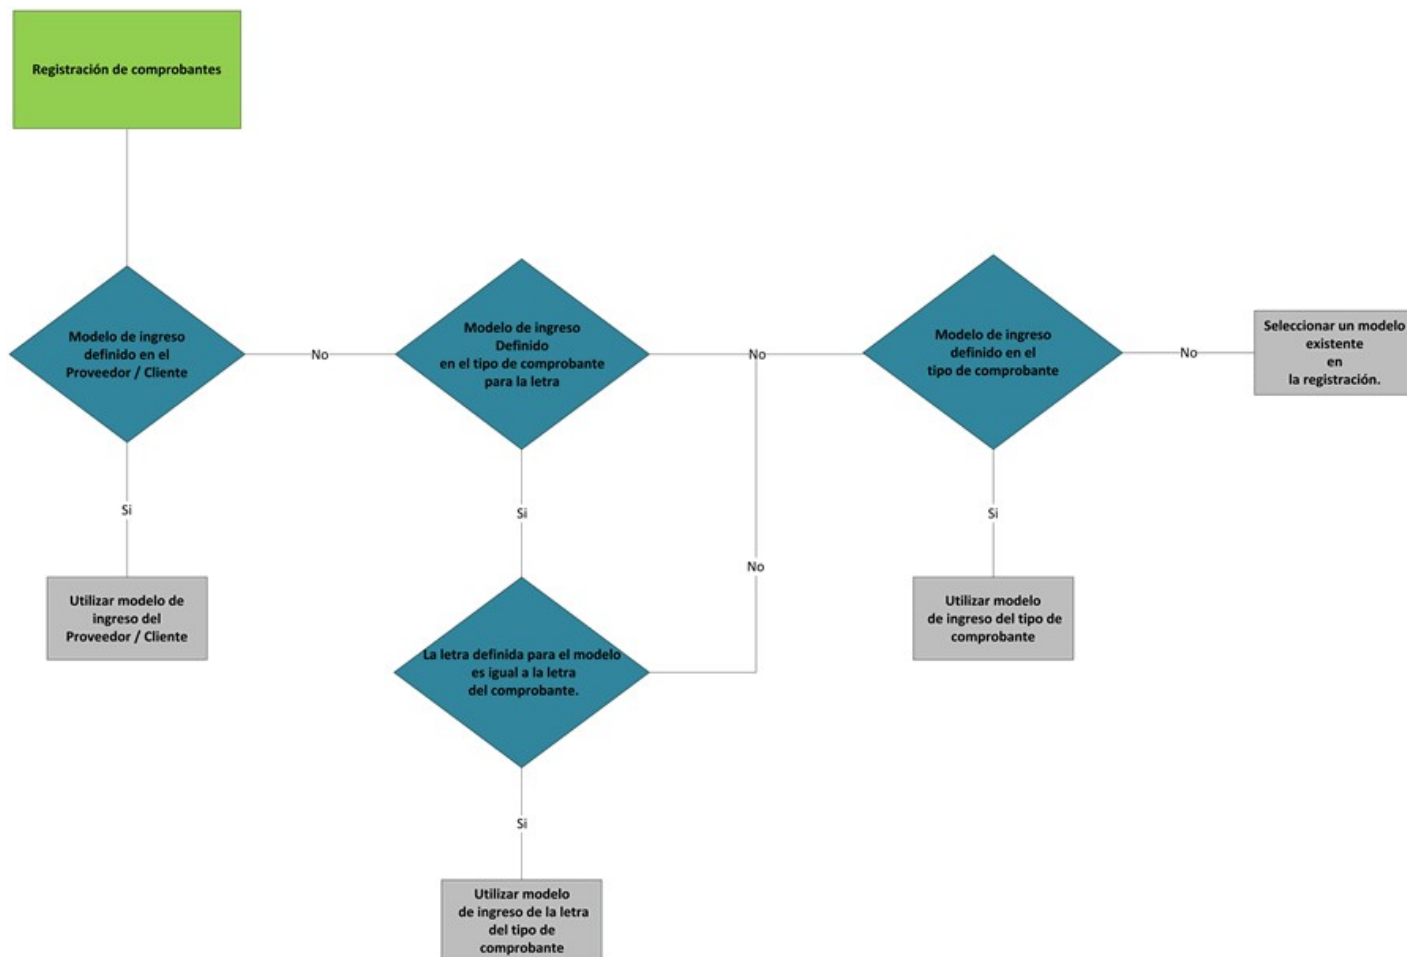 Registración de comprobantes
Modelo de ingreso
definido en el
Proveedor / Cliente
No
Modelo de ingreso
Definido
en el tipo de comprobante
para la letra
No
Modelo de ingreso
definido en el
tipo de comprobante
No
Seleccionar un modelo
existente
en
la registración.
Si
Si
Si
No
Utilizar modelo de
ingreso del
Proveedor / Cliente
La letra definida para el modelo
es igual a la letra
del comprobante.
Utilizar modelo
de ingreso del tipo de
comprobante
Si
Utilizar modelo
de ingreso de la letra
del tipo de
comprobante